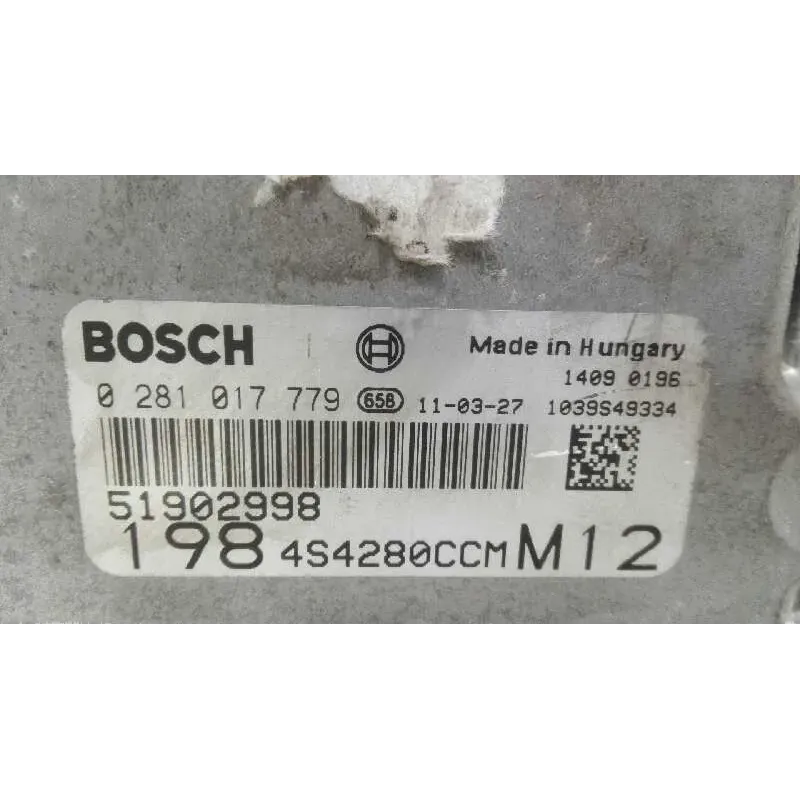 BOSCH Made in Hungary
1409 0196
0 281 017 779 658 11-03-27 1039S49334
51902998
198 4S4280CCM M12